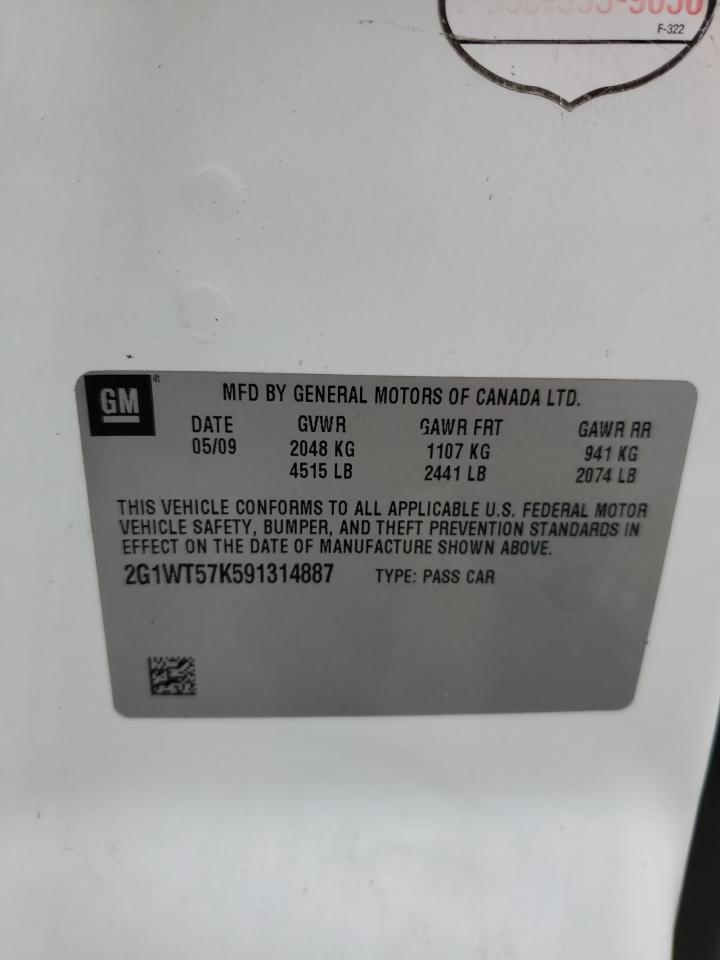 F-322
GM
MFD BY GENERAL MOTORS OF CANADA LTD.
DATE GVWR GAWR FRT GAWR RR
05/09 2048 KG 1107 KG 941 KG
4515 LB 2441 LB 2074 LB
THIS VEHICLE CONFORMS TO ALL APPLICABLE U.S. FEDERAL MOTOR
VEHICLE SAFETY, BUMPER, AND THEFT PREVENTION STANDARDS IN
EFFECT ON THE DATE OF MANUFACTURE SHOWN ABOVE.
2G1WT57K591314887 TYPE: PASS CAR